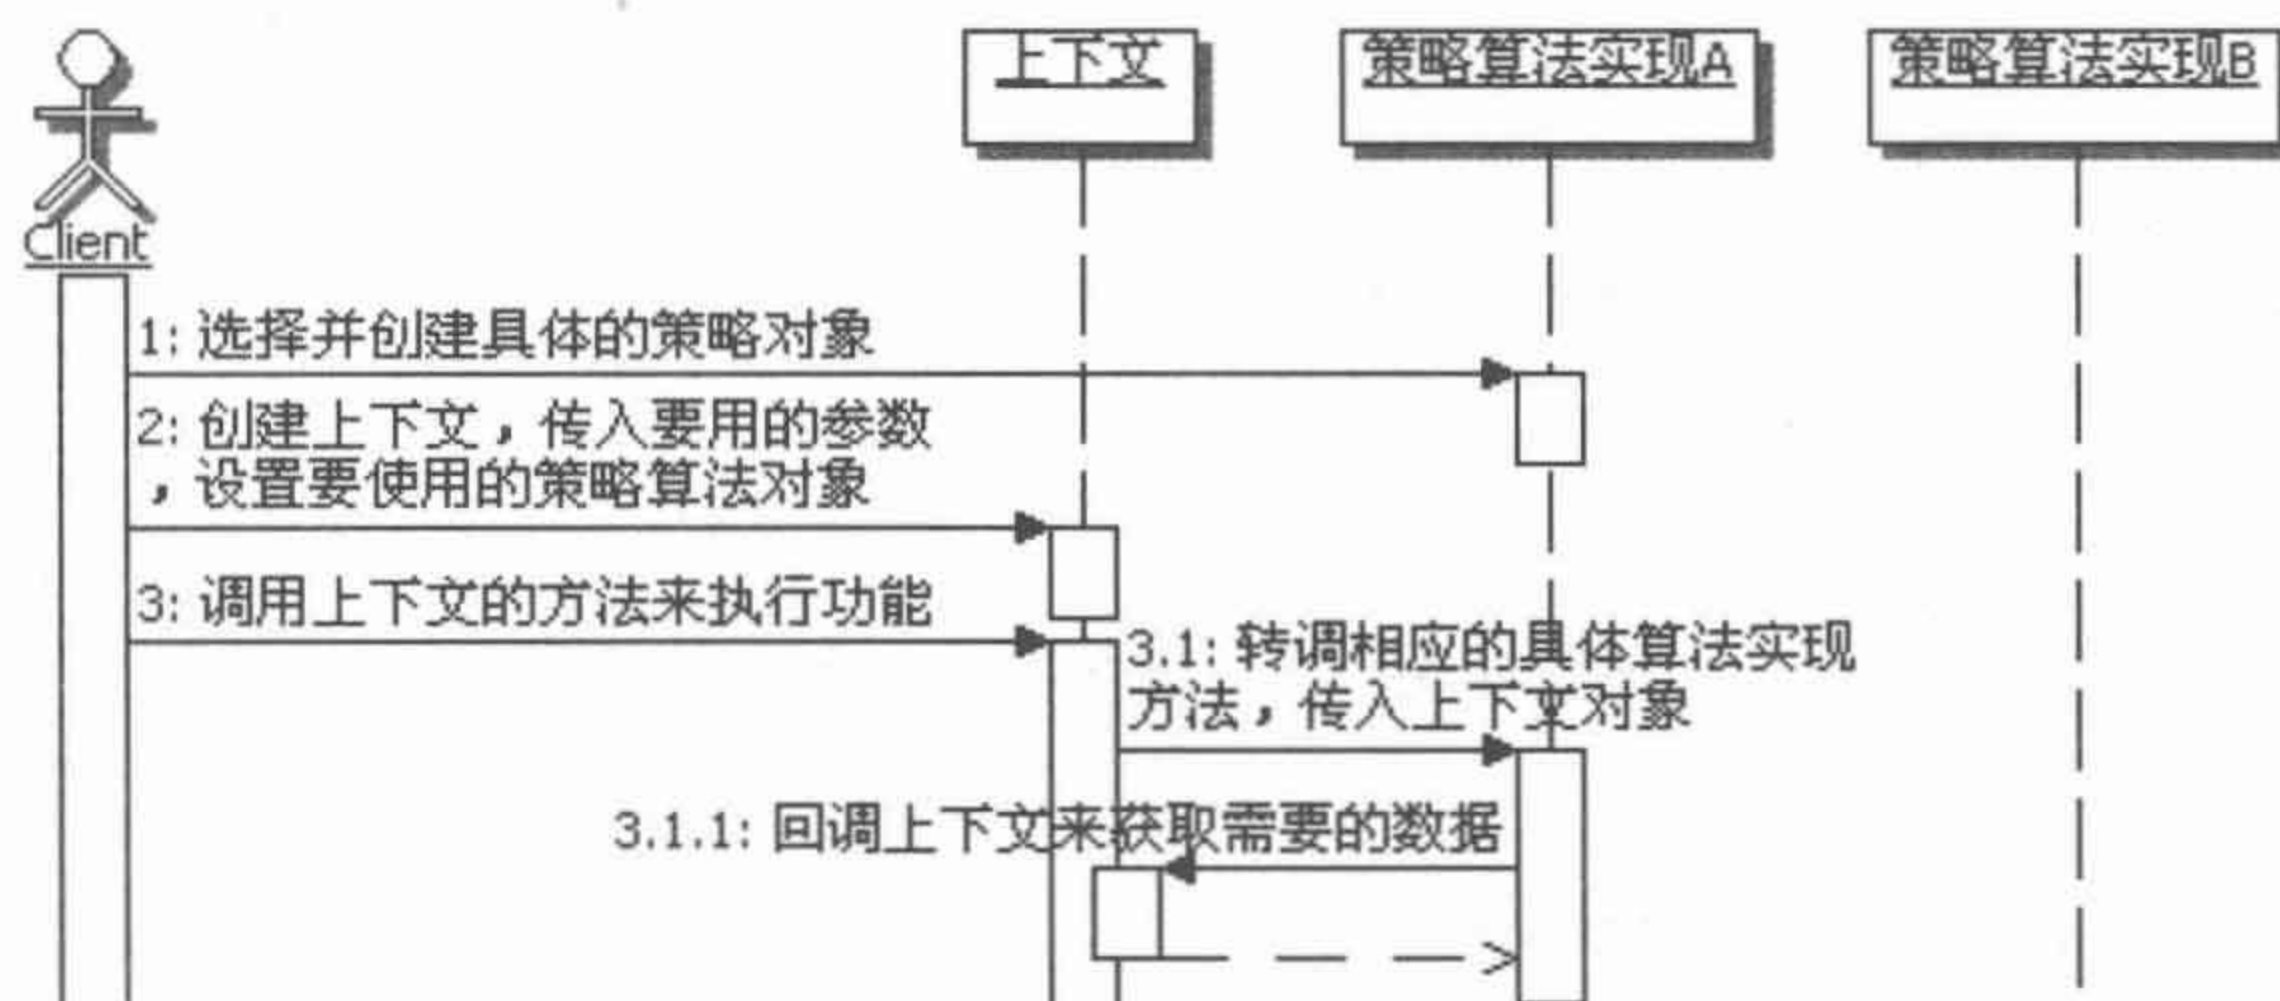 上下文
策略算法实现A
策略算法实现B
Client
1: 选择并创建具体的策略对象
2: 创建上下文，传入要用的参数
，设置要使用的策略算法对象
3: 调用上下文的方法来执行功能
3.1: 转调相应的具体算法实现
方法，传入上下文对象
3.1.1: 回调上下文来获取需要的数据